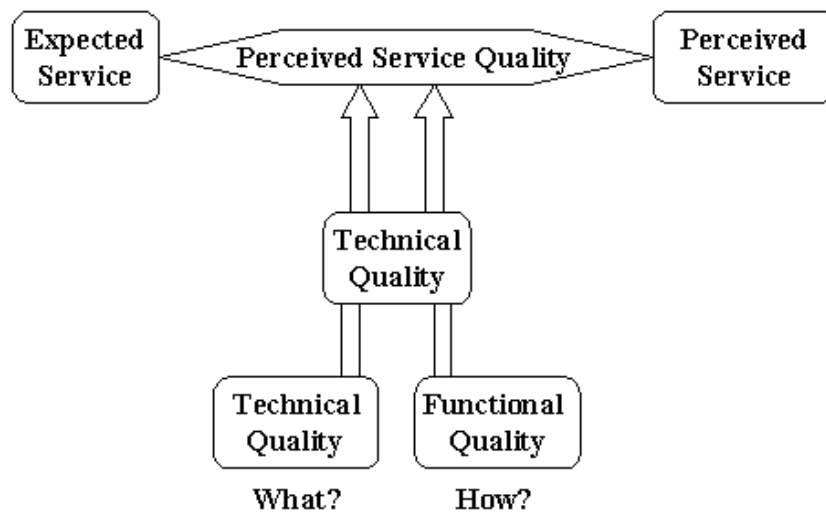 Expected
Service
Perceived Service Quality
Perceived
Service
Technical
Quality
Technical
Quality
Functional
Quality
What?
How?